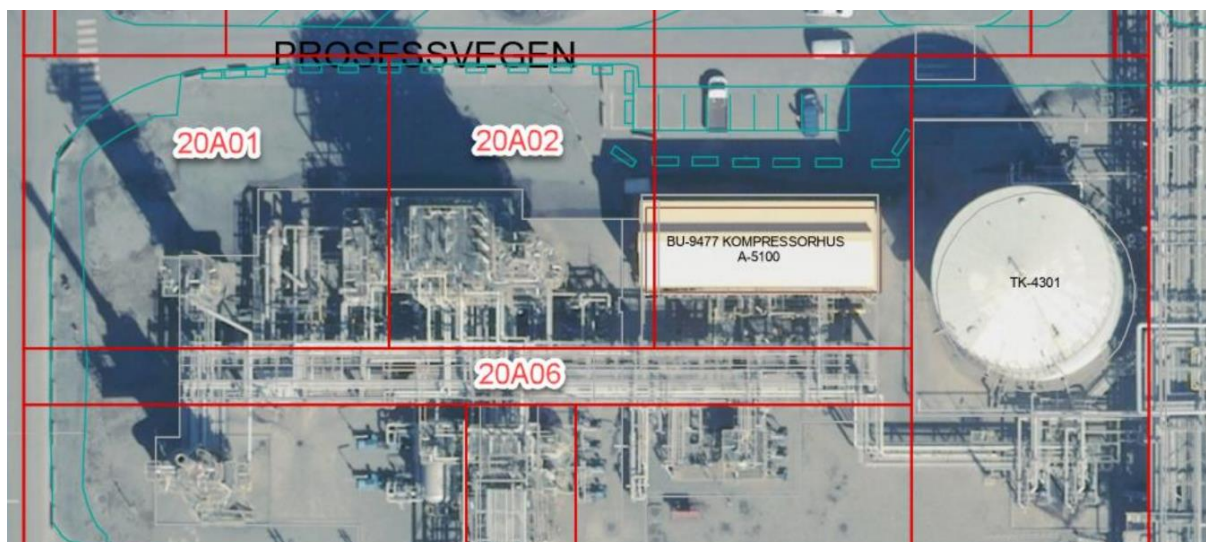 PROSESSVEGEN
20A01
20A02
BU-9477 KOMPRESSORHUS
A-5100
TK-4301
20A06